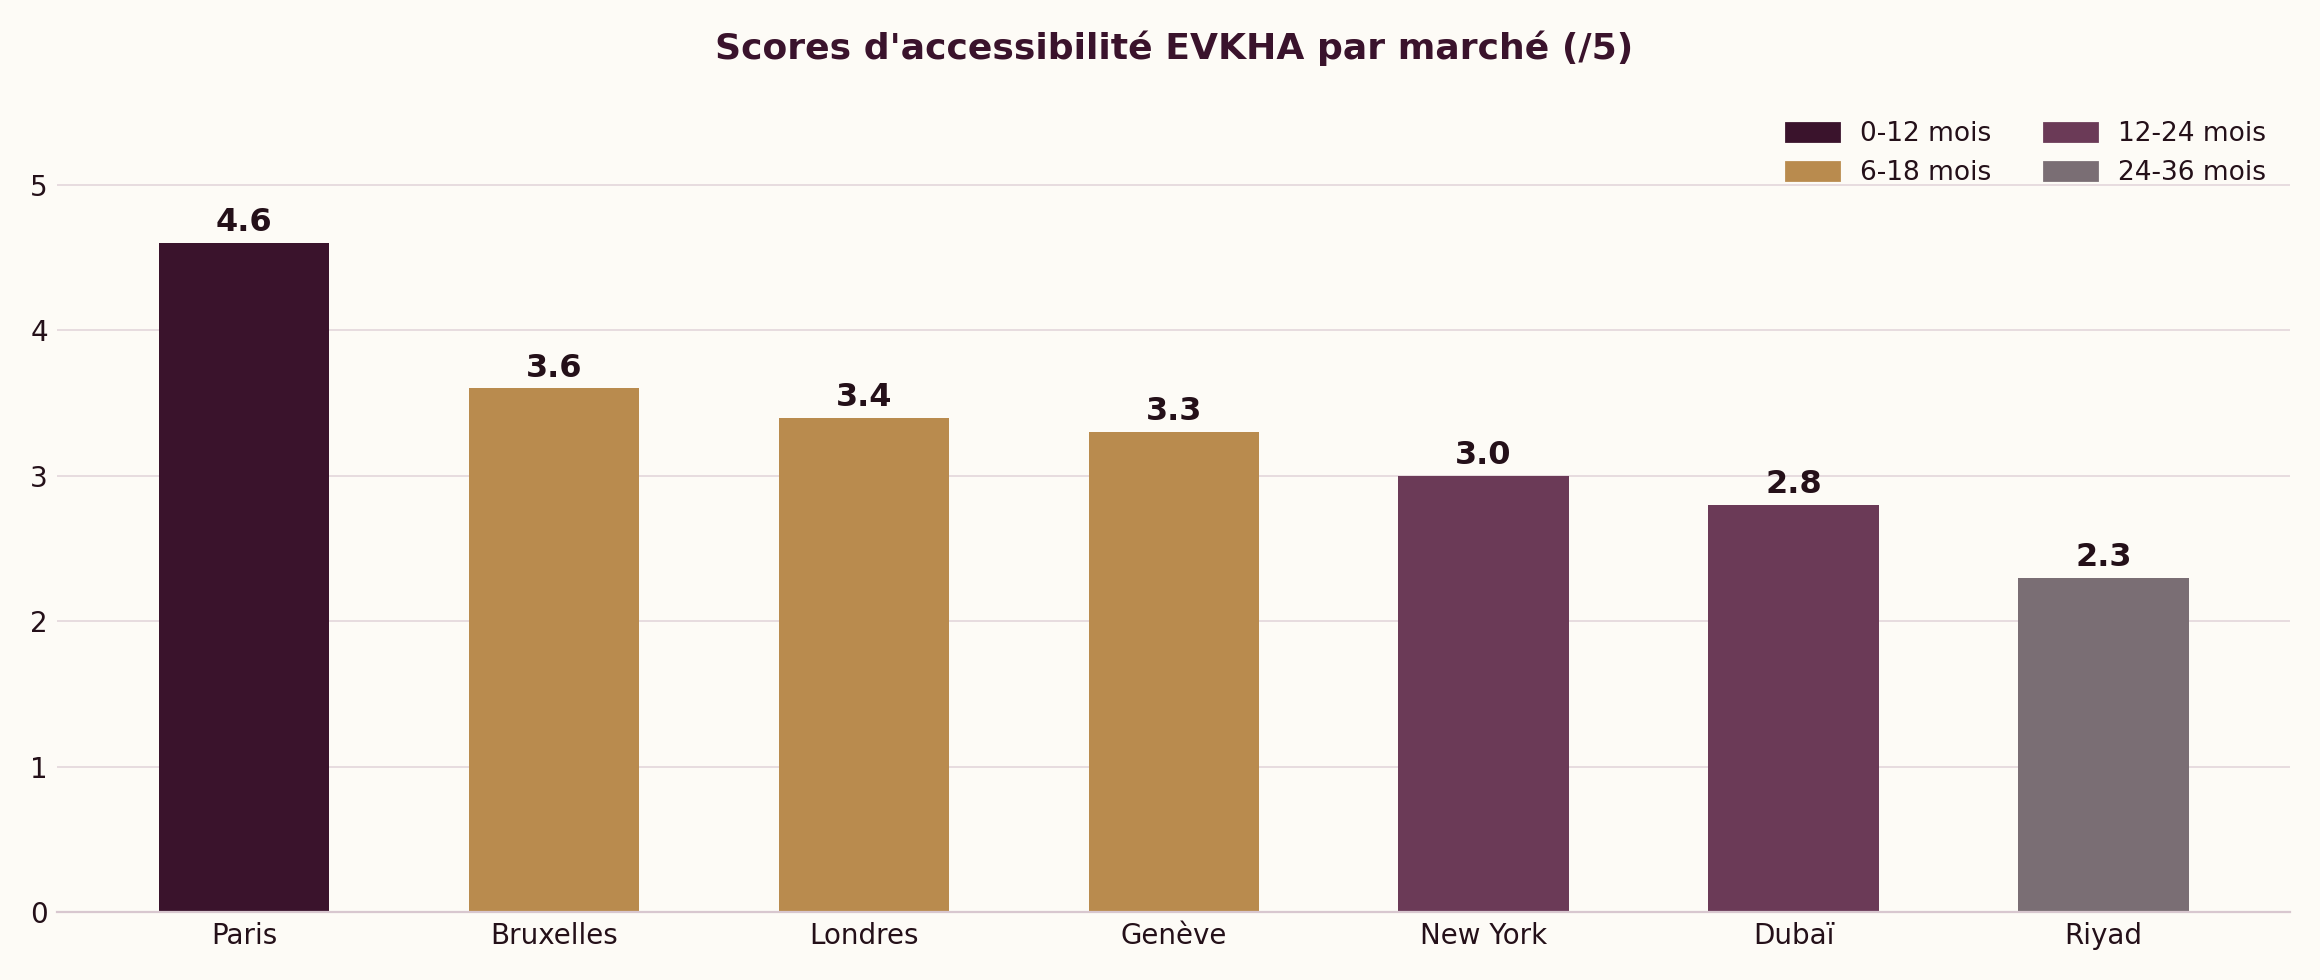 Scores d'accessibilité EVKHA par marché (/5)
0-12 mois
6-18 mois
12-24 mois
24-36 mois
5
4
3
2
1
0
4.6
3.6
3.4
3.3
3.0
2.8
2.3
Paris
Bruxelles
Londres
Genève
New York
Dubaï
Riyad